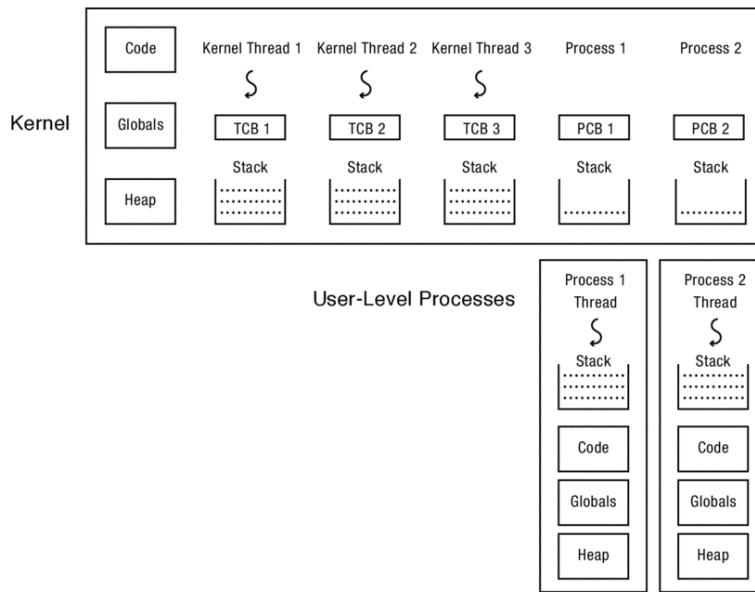 Kernel
Code
Globals
Heap
Kernel Thread 1
TCB 1
Stack
Kernel Thread 2
TCB 2
Stack
Kernel Thread 3
TCB 3
Stack
Process 1
PCB 1
Stack
Process 2
PCB 2
Stack
User-Level Processes
Process 1
Thread
Stack
Code
Globals
Heap
Process 2
Thread
Stack
Code
Globals
Heap